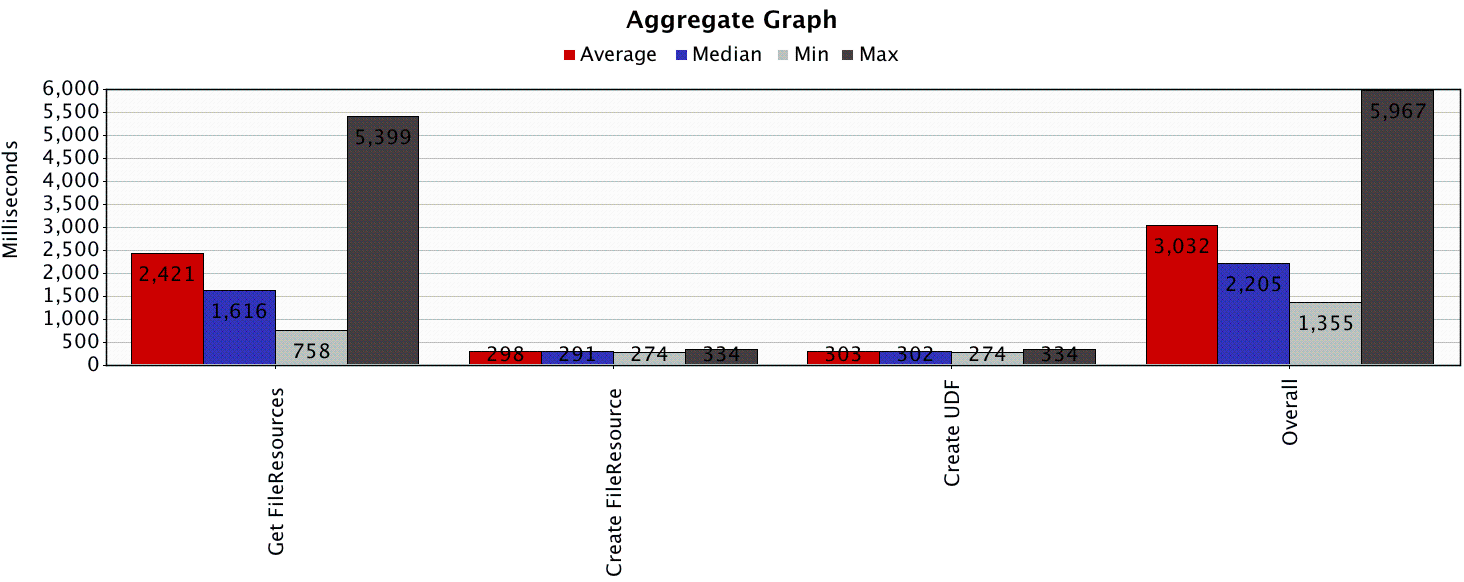 Aggregate Graph
Average Median Min Max
Milliseconds
6,000
5,500
5,000
4,500
4,000
3,500
3,000
2,500
2,000
1,500
1,000
500
0
2,421 1,616 758 5,399
298 291 274 334
303 302 274 334
3,032 2,205 1,355 5,967
Get FileResources
Create FileResource
Create UDF
Overall